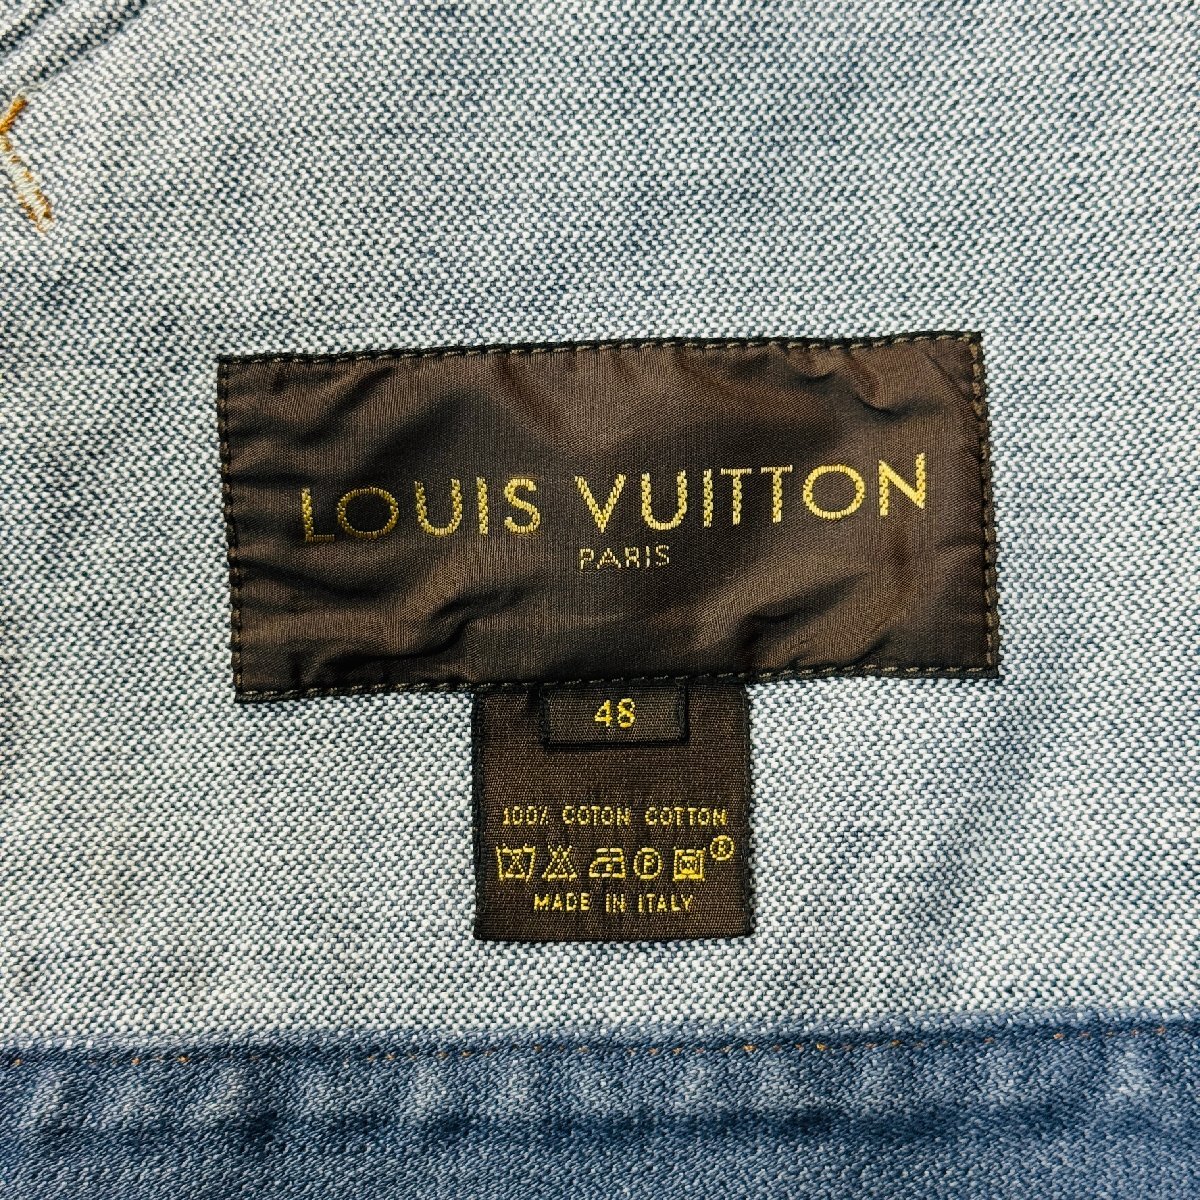 LOUIS VUITTON
PARIS
48
100% COTON COTTON
MADE IN ITALY